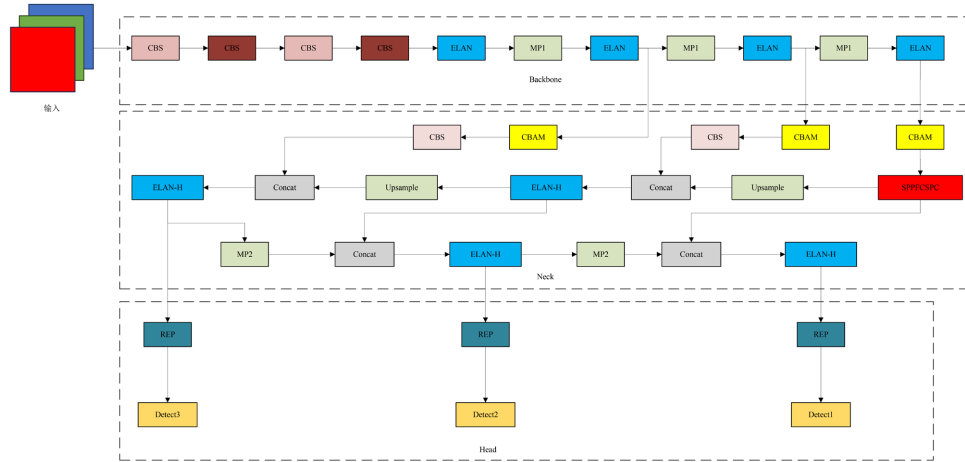 CBS CBS CBS CBS ELAN MP1 ELAN MP1 ELAN MP1 ELAN
Backbone
输入
CBS CBAM CBS CBAM CBAM
ELAN-H Concat Upsample ELAN-H Concat Upsample SPPFCSPC
MP2 Concat ELAN-H MP2 Concat ELAN-H
Neck
REP REP REP
Detect3 Detect2 Detect1
Head